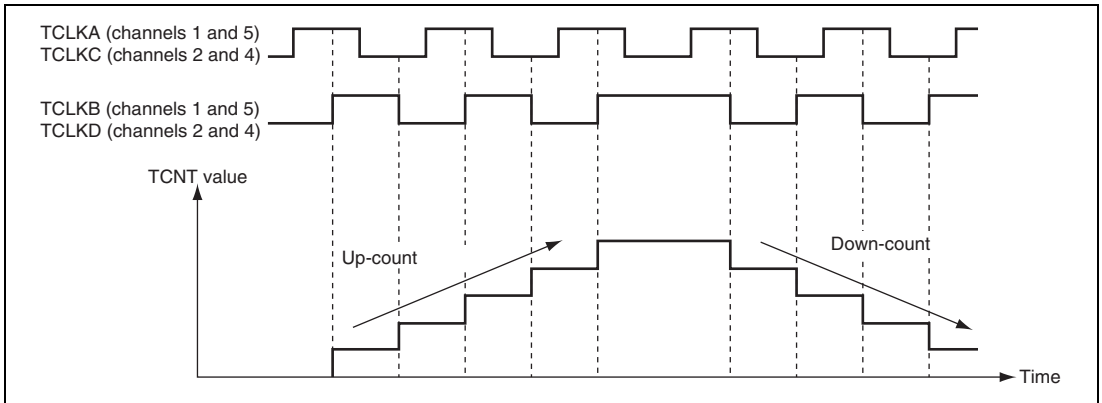 TCLKA (channels 1 and 5)
TCLKC (channels 2 and 4)
TCLKB (channels 1 and 5)
TCLKD (channels 2 and 4)
TCNT value
Up-count
Down-count
Time